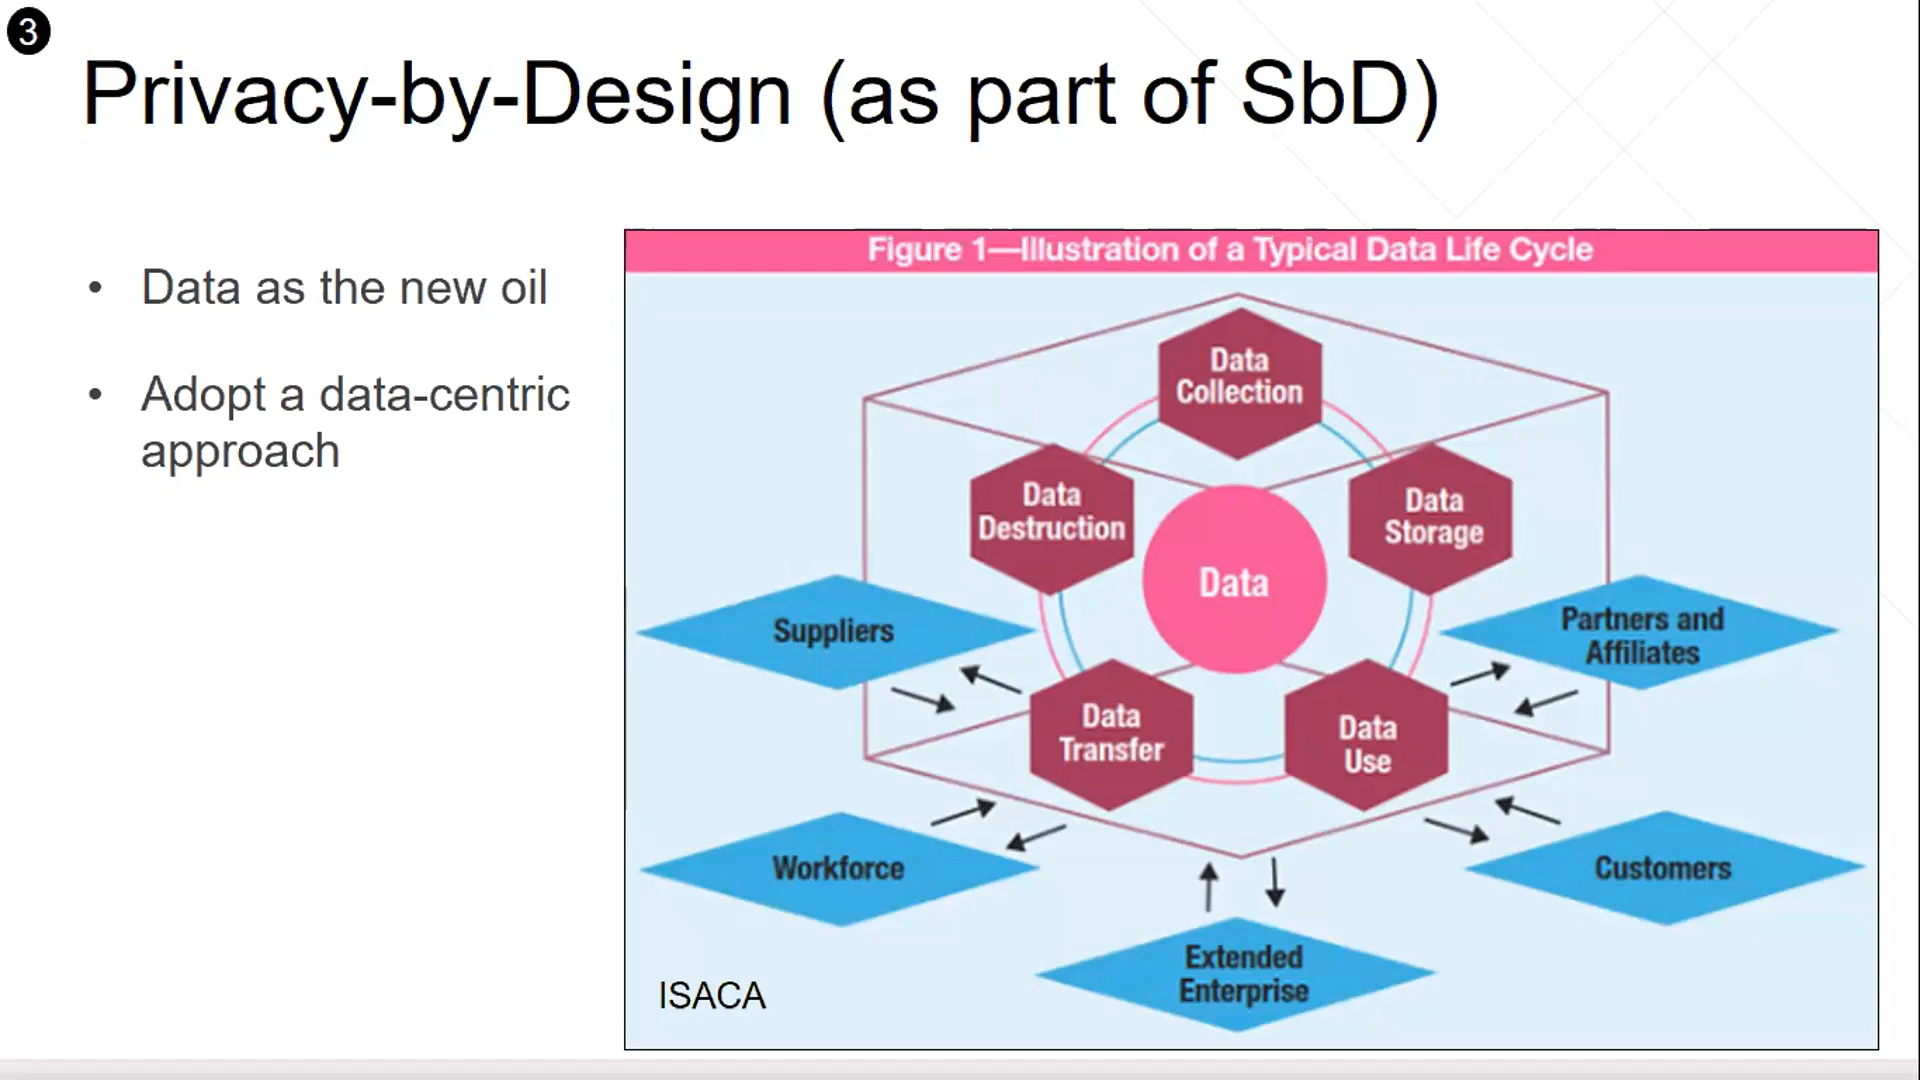 3
Privacy-by-Design (as part of SbD)
• Data as the new oil
• Adopt a data-centric
approach
Figure 1—Illustration of a Typical Data Life Cycle
Data
Collection
Data
Destruction
Data
Storage
Data
Suppliers
Partners and
Affiliates
Data
Transfer
Data
Use
Workforce
Customers
Extended
Enterprise
ISACA